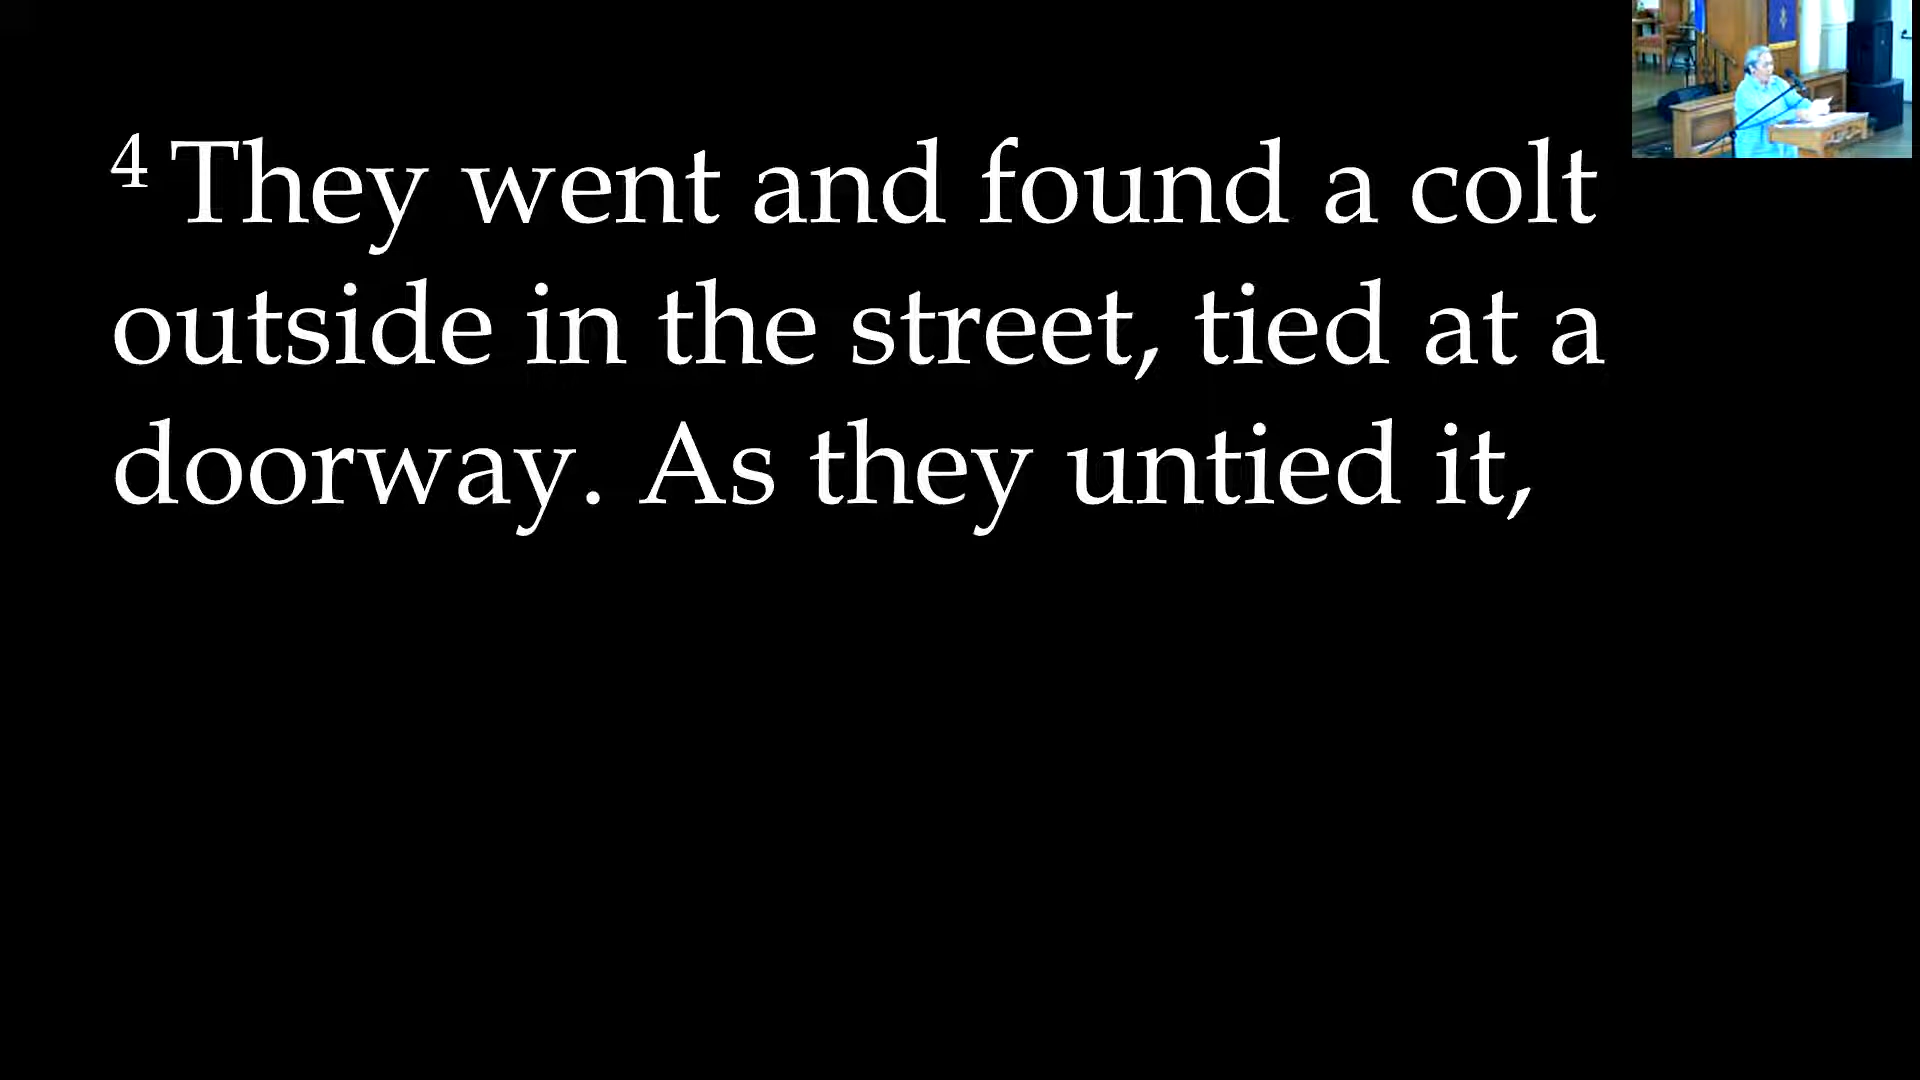 4 They went and found a colt
outside in the street, tied at a
doorway. As they untied it,